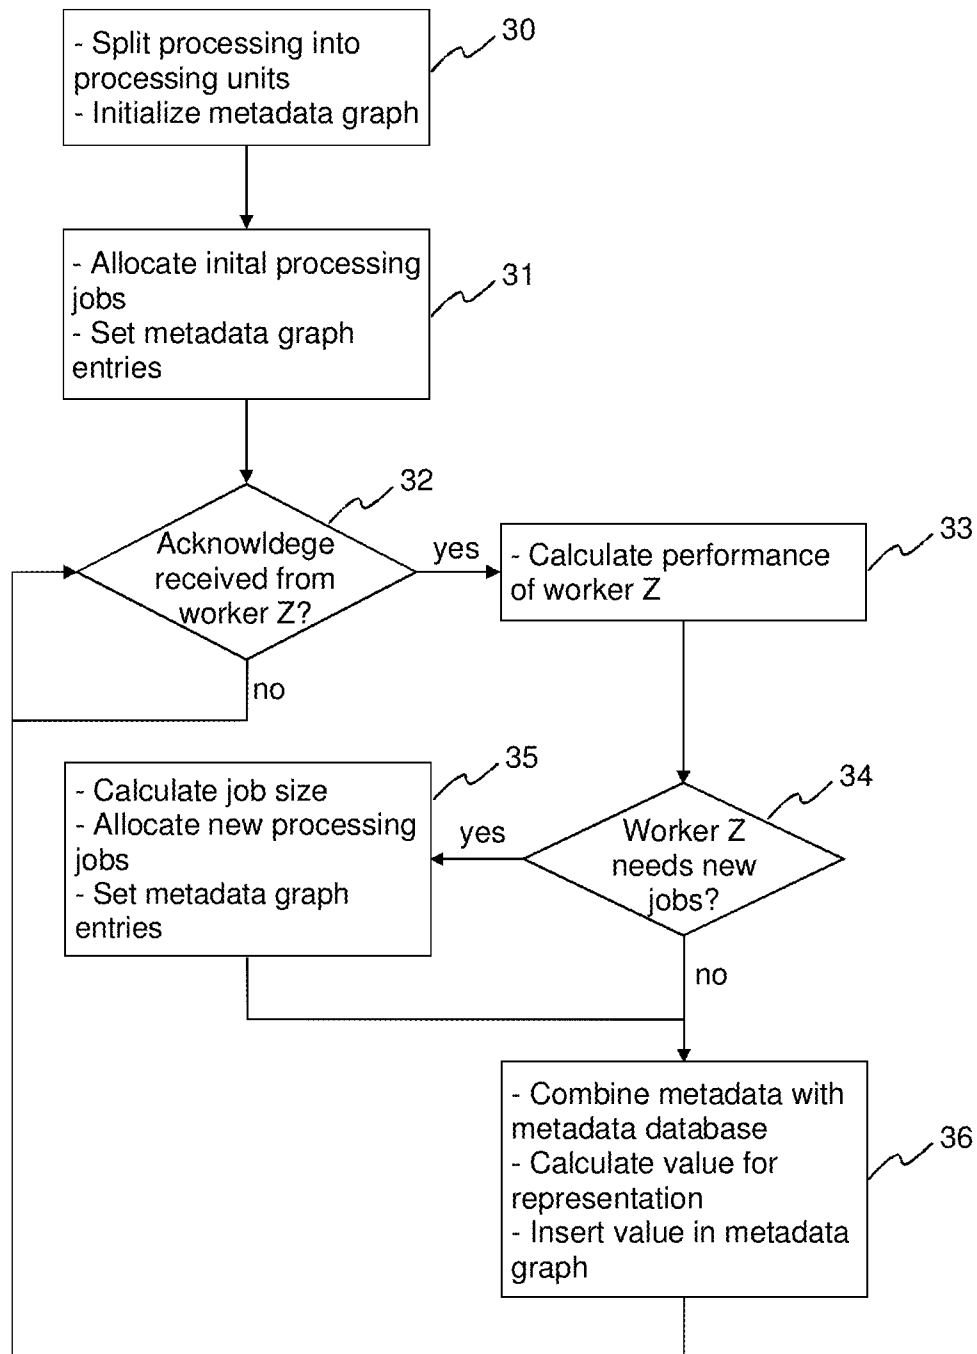 - Split processing into
processing units
- Initialize metadata graph
30
- Allocate inital processing
jobs
- Set metadata graph
entries
31
32
Acknowldege
received from
worker Z?
yes
no
- Calculate performance
of worker Z
33
34
Worker Z
needs new
jobs?
yes
no
35
- Calculate job size
- Allocate new processing
jobs
- Set metadata graph
entries
- Combine metadata with
metadata database
- Calculate value for
representation
- Insert value in metadata
graph
36